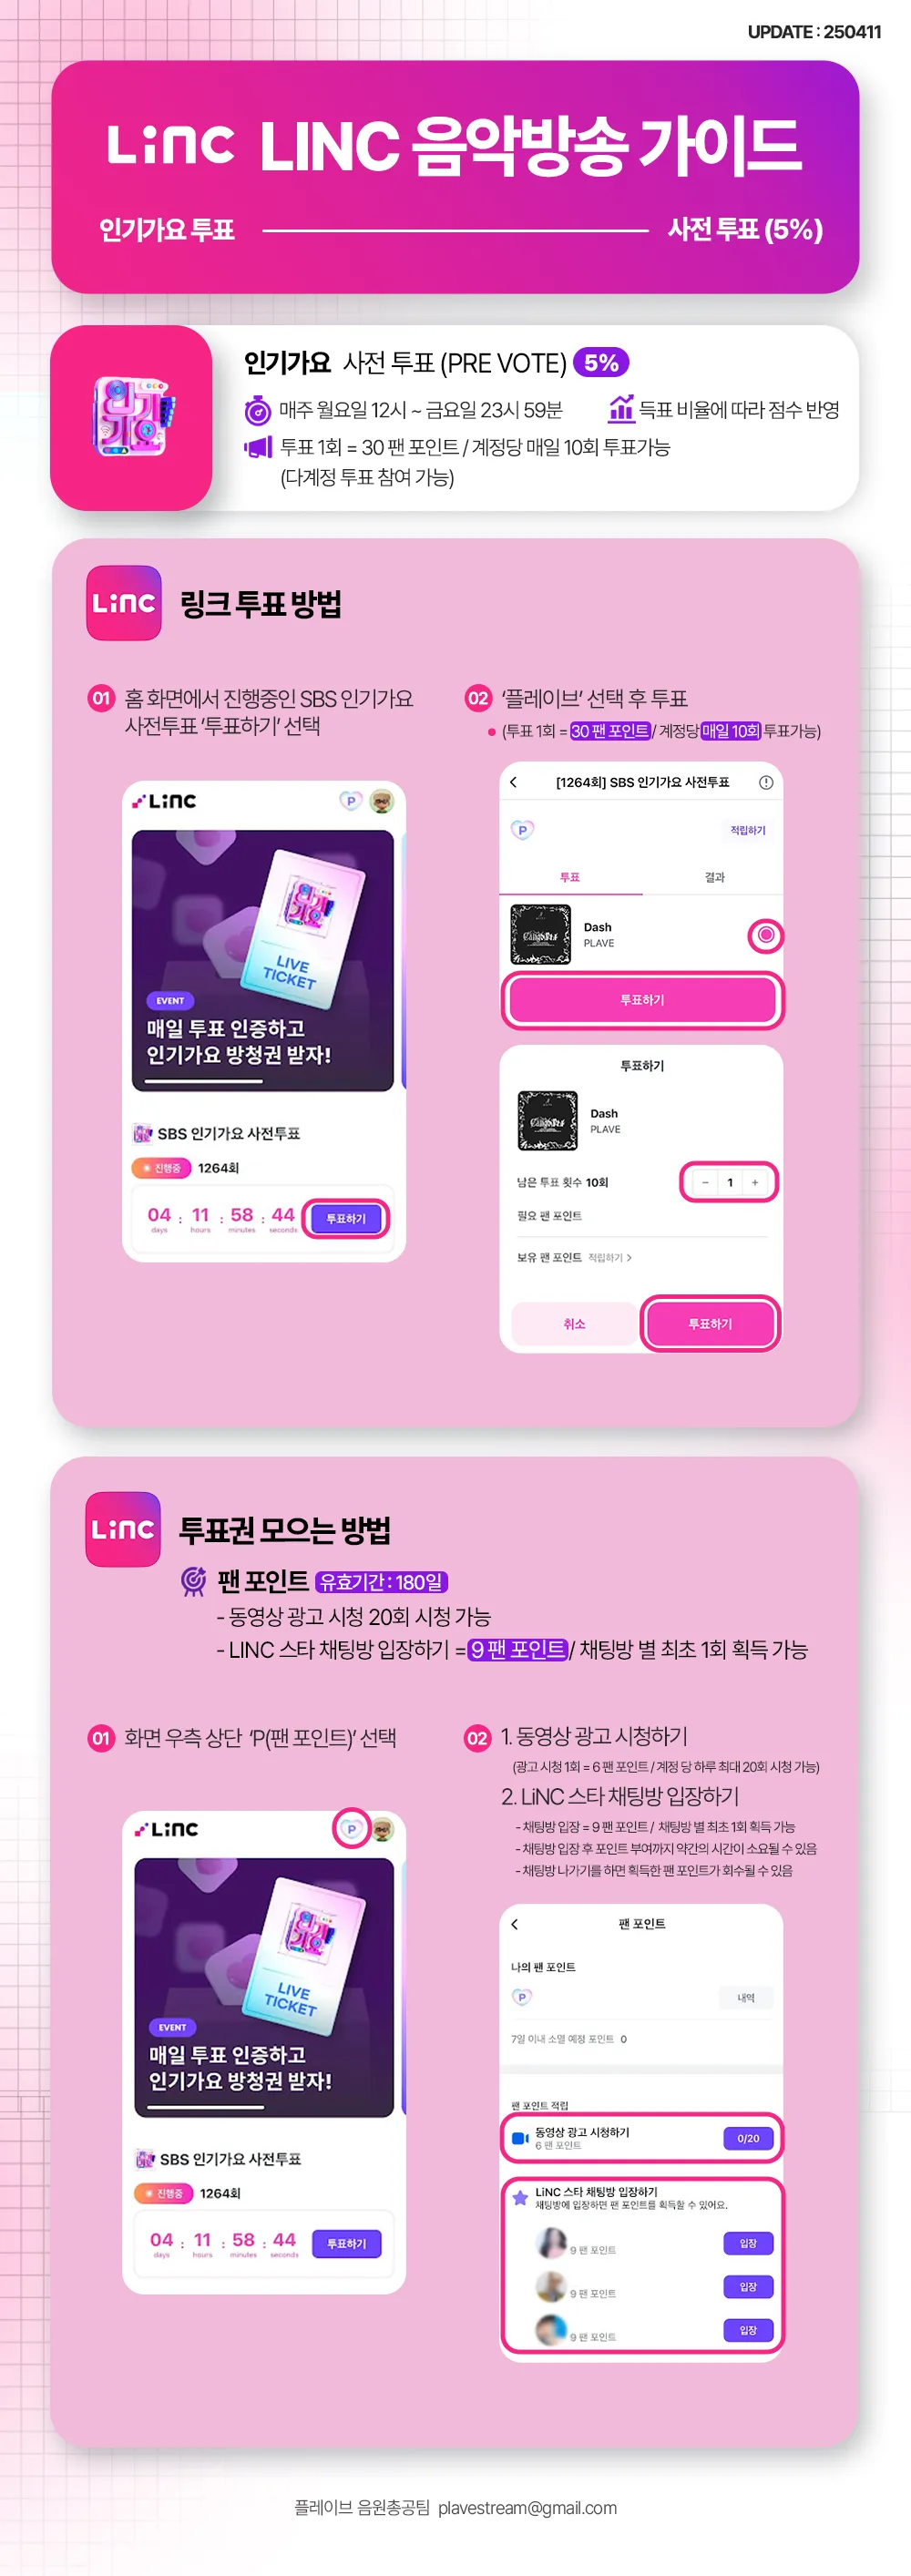 UPDATE : 250411
LiNC LINC 음악방송 가이드
인기가요 투표 사전 투표 (5%)
인기가요 사전 투표 (PRE VOTE) 5%
매주 월요일 12시 ~ 금요일 23시 59분 득표 비율에 따라 점수 반영
투표 1회 = 30 팬 포인트 / 계정당 매일 10회 투표가능
(다계정 투표 참여 가능)
LiNC 링크 투표 방법
01 홈 화면에서 진행중인 SBS 인기가요
사전투표 ‘투표하기’ 선택
LiNC P
LIVE
TICKET
EVENT
매일 투표 인증하고
인기가요 방청권 받자!
SBS 인기가요 사전투표
진행중 1264회
04 : 11 : 58 : 44 투표하기
days hours minutes seconds
02 ‘플레이브’ 선택 후 투표
(투표 1회 = 30 팬 포인트 / 계정당 매일 10회 투표가능)
[1264회] SBS 인기가요 사전투표
P 적립하기
투표 결과
Dash
PLAVE
투표하기
투표하기
Dash
PLAVE
남은 투표 횟수 10회 - 1 +
필요 팬 포인트
보유 팬 포인트 적립하기 >
취소 투표하기
LiNC 투표권 모으는 방법
팬 포인트 유효기간 : 180일
- 동영상 광고 시청 20회 시청 가능
- LINC 스타 채팅방 입장하기 = 9 팬 포인트 / 채팅방 별 최초 1회 획득 가능
01 화면 우측 상단 ‘P(팬 포인트)’ 선택
LiNC P
LIVE
TICKET
EVENT
매일 투표 인증하고
인기가요 방청권 받자!
SBS 인기가요 사전투표
진행중 1264회
04 : 11 : 58 : 44 투표하기
days hours minutes seconds
02 1. 동영상 광고 시청하기
(광고 시청 1회 = 6 팬 포인트 / 계정 당 하루 최대 20회 시청 가능)
2. LiNC 스타 채팅방 입장하기
- 채팅방 입장 = 9 팬 포인트 / 채팅방 별 최초 1회 획득 가능
- 채팅방 입장 후 포인트 부여까지 약간의 시간이 소요될 수 있음
- 채팅방 나가기를 하면 획득한 팬 포인트가 회수될 수 있음
팬 포인트
나의 팬 포인트
P 내역
7일 이내 소멸 예정 포인트 0
팬 포인트 적립
동영상 광고 시청하기
6 팬 포인트 0/20
LiNC 스타 채팅방 입장하기
채팅방에 입장하면 팬 포인트를 획득할 수 있어요.
9 팬 포인트 입장
9 팬 포인트 입장
9 팬 포인트 입장
플레이브 음원총공팀 plavestream@gmail.com